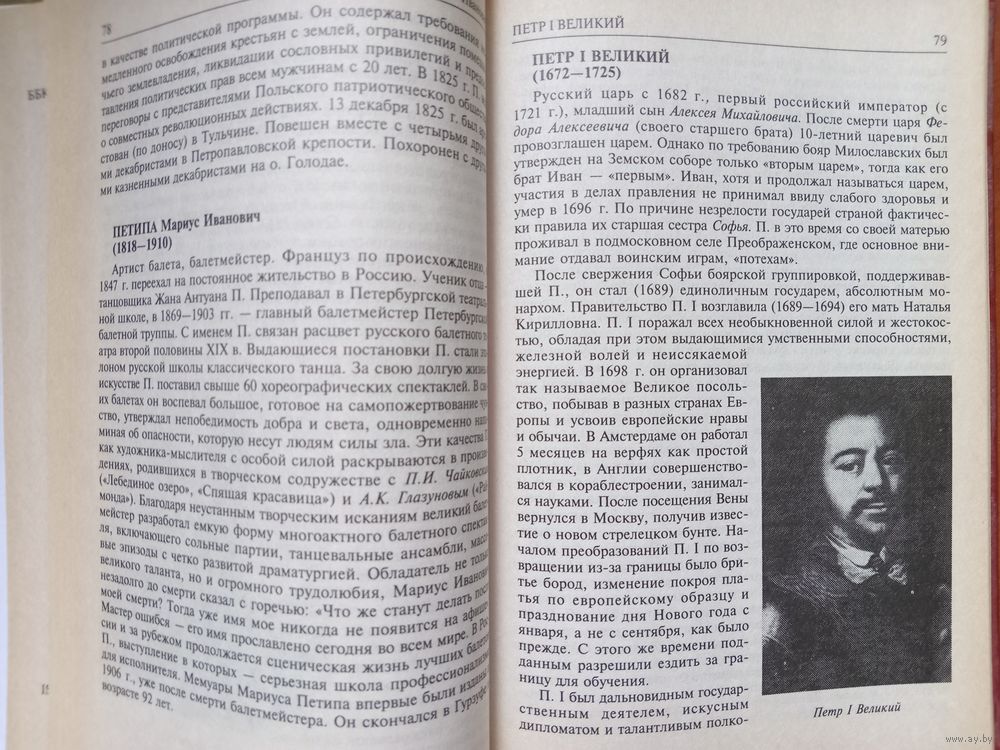 78
в качестве политической программы. Он содержал требования
медленного освобождения крестьян с землей, ограничения
чьего землевладения, ликвидации сословных привилегий и
тавления политических прав всем мужчинам с 20 лет. В 1825 г. П.
переговоры с представителями Польского патриотического
о совместных революционных действиях. 13 декабря 1825 г. был
стован (по доносу) в Тульчине. Повешен вместе с четырьмя
ми декабристами в Петропавловской крепости. Похоронен с
ми казненными декабристами на о. Голодае.
ПЕТИПА Мариус Иванович
(1818—1910)
Артист балета, балетмейстер. Француз по происхождению,
1847 г. переехал на постоянное жительство в Россию. Ученик отца
танцовщика Жана Антуана П. Преподавал в Петербургской
ной школе, в 1869—1903 гг. — главный балетмейстер
балетной труппы. С именем П. связан расцвет русского балетного
атра второй половины XIX в. Выдающиеся постановки П. стали
лоном русской школы классического танца. За свою долгую
искусстве П. поставил свыше 60 хореографических спектаклей. В
их балетах он воспевал большое, готовое на самопожертвование
ство, утверждал непобедимость добра и света, одновременно
миная об опасности, которую несут людям силы зла. Эти качества
как художника-мыслителя с особой силой раскрываются в
дениях, родившихся в творческом содружестве с П.И.
(«Лебединое озеро», «Спящая красавица») и А.К. Глазуновым
монда»). Благодаря неустанным творческим исканиям великий
мейстер разработал емкую форму многоактного балетного
ля, включающего сольные партии, танцевальные ансамбли,
вые эпизоды с четко развитой драматургией. Обладатель не
великого таланта, но и огромного трудолюбия, Мариус
незадолго до смерти сказал с горечью: «Что же станут делать
моей смерти? Тогда уже имя мое никогда не появится на
Мастер ошибся — его имя прославлено сегодня во всем мире. В
сии и за рубежом продолжается сценическая жизнь лучших
П., выступление в которых — серьезная школа профессионализма
для исполнителя. Мемуары Мариуса Петипа впервые были изданы
1906 г., уже после смерти балетмейстера. Он скончался в Гурзуфе
возрасте 92 лет.
ПЕТР I ВЕЛИКИЙ
79
ПЕТР I ВЕЛИКИЙ
(1672—1725)
Русский царь с 1682 г., первый российский император (с
1721 г.), младший сын Алексея Михайловича. После смерти царя Фе-
дора Алексеевича (своего старшего брата) 10-летний царевич был
провозглашен царем. Однако по требованию бояр Милославских был
утвержден на Земском соборе только «вторым царем», тогда как его
брат Иван — «первым». Иван, хотя и продолжал называться царем,
участия в делах правления не принимал ввиду слабого здоровья и
умер в 1696 г. По причине незрелости государей страной фактичес-
ки правила их старшая сестра Софья. П. в это время со своей матерью
проживал в подмосковном селе Преображенском, где основное вни-
мание отдавал воинским играм, «потехам».
После свержения Софьи боярской группировкой, поддерживав-
шей П., он стал (1689) единоличным государем, абсолютным мо-
нархом. Правительство П. I возглавила (1689—1694) его мать Наталья
Кирилловна. П. I поражал всех необыкновенной силой и жестокос-
тью, обладая при этом выдающимися умственными способностями,
железной волей и неиссякаемой
энергией. В 1698 г. он организовал
так называемое Великое посоль-
ство, побывав в разных странах Ев-
ропы и усвоив европейские нравы
и обычаи. В Амстердаме он работал
5 месяцев на верфях как простой
плотник, в Англии совершенство-
вался в кораблестроении, занимал-
ся науками. После посещения Вены
вернулся в Москву, получив извес-
тие о новом стрелецком бунте. На-
чалом преобразований П. I по воз-
вращении из-за границы было бри-
тье бород, изменение покроя пла-
тья по европейскому образцу и
празднование дня Нового года с
января, а не с сентября, как было
прежде. С этого же времени под-
данным разрешили ездить за гра-
ницу для обучения.
П. I был дальновидным государ-
ственным деятелем, искусным
дипломатом и талантливым полко-
Петр I Великий
www.ay.by